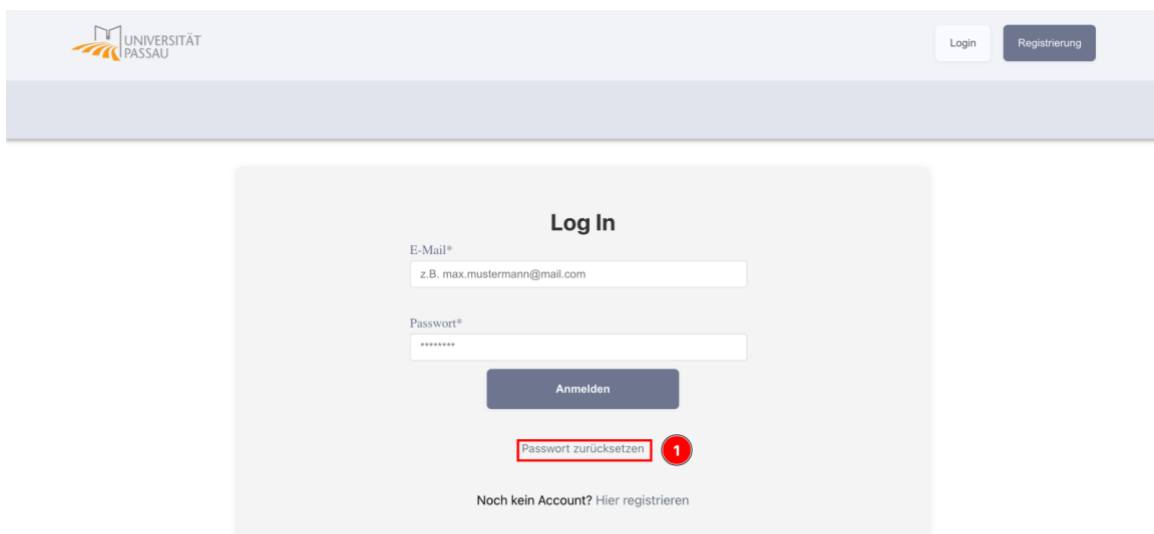 UNIVERSITÄT
PASSAU
Login
Registrierung
Log In
E-Mail*
z.B. max.mustermann@mail.com
Passwort*
********
Anmelden
Passwort zurücksetzen 1
Noch kein Account? Hier registrieren